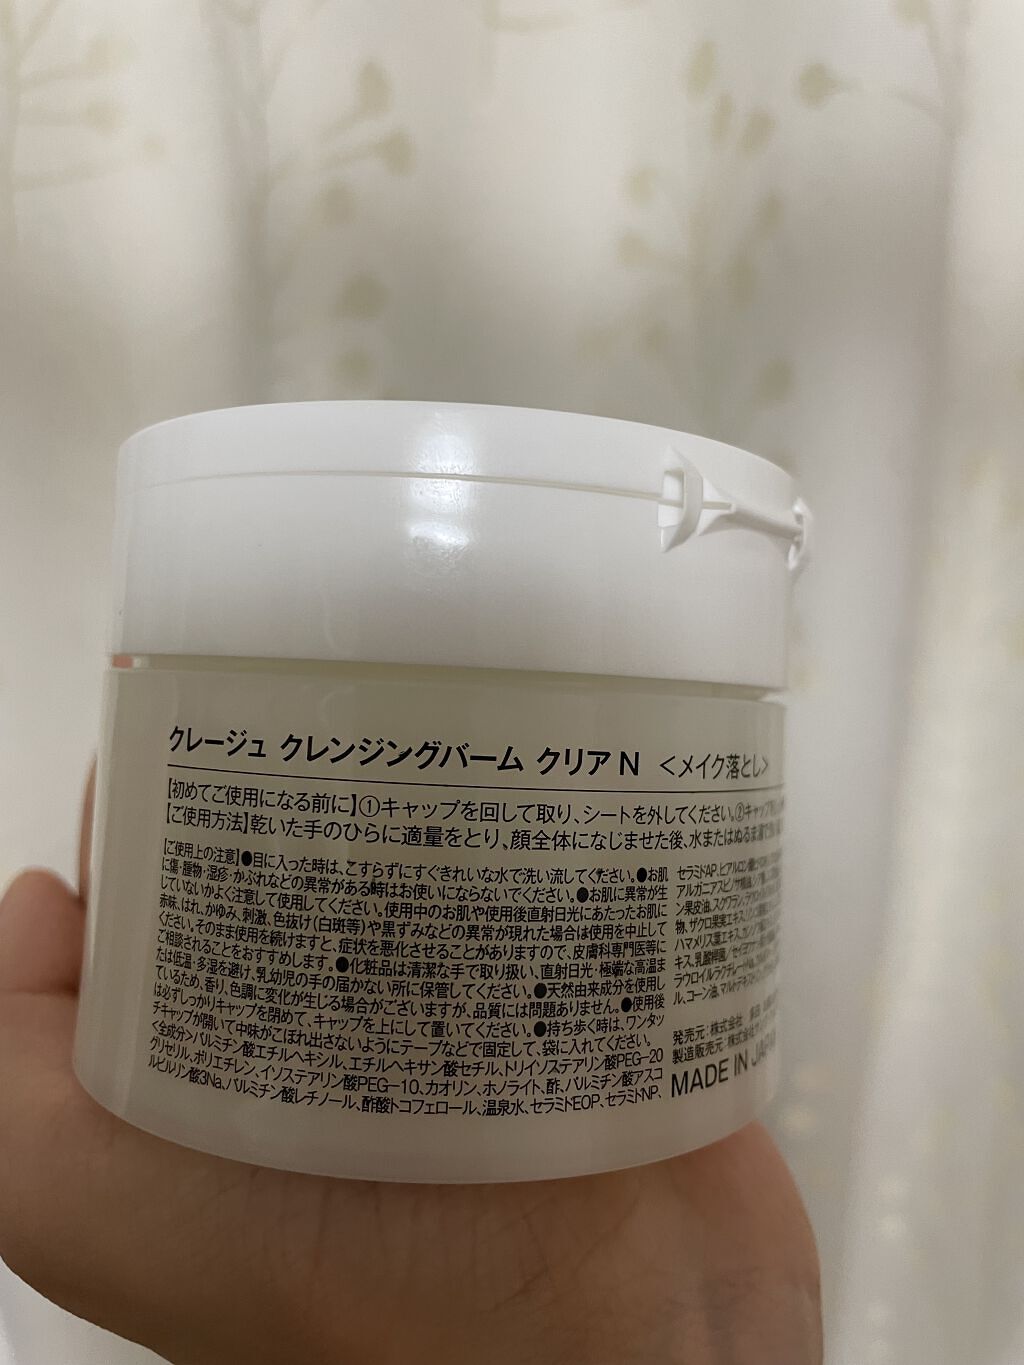 クレージュ クレンジングバーム クリア N <メイク落とし>
【初めてご使用になる前に】①キャップを回して取り、シートを外してください。②キャップ
【ご使用方法】乾いた手のひらに適量をとり、顔全体になじませた後、水またはぬるま湯で
【ご使用上の注意】●目に入った時は、こすらずにすぐきれいな水で洗い流してください。●お肌
に傷・腫物・湿疹・かぶれなどの異常がある時はお使いにならないでください。●お肌に異常が生
じていないかよく注意して使用してください。使用中のお肌や使用後直射日光にあたったお肌に
赤味、はれ、かゆみ、刺激、色抜け(白斑等)や黒ずみなどの異常が現れた場合は使用を中止して
ください。そのまま使用を続けますと、症状を悪化させることがありますので、皮膚科専門医等に
ご相談されることをおすすめします。●化粧品は清潔な手で取り扱い、直射日光・極端な高温ま
たは低温・多湿を避け、乳幼児の手の届かない所に保管してください。●天然由来成分を使用し
ているため、香り、色調に変化が生じる場合がございますが、品質には問題ありません。●使用後
は必ずしっかりキャップを閉めて、キャップを上にして置いてください。●持ち歩く時は、ワンタッ
チキャップが開いて中味がこぼれ出さないようにテープなどで固定して、袋に入れてください。
<全成分>パルミチン酸エチルヘキシル、エチルヘキサン酸セチル、トリイソステアリン酸PEG-20
グリセリル、ポリエチレン、イソステアリン酸PEG-10、カオリン、ホノライト、酢、パルミチン酸アスコ
ルビルリン酸3Na、パルミチン酸レチノール、酢酸トコフェロール、温泉水、セラミドEOP、セラミドNP、
セラミドAP、ヒアルロン酸
アルガニアスピノサ核油
ン果皮油、スクワラン
物、ザクロ果実エキス
ハマメリス葉エキス
キス、乳酸桿菌/セイヨウナシ
ラウロイルラクチレートNa
ル、コーン油、マルトデキストリン
発売元:株式会社
製造販売元:株式会社
MADE IN JAPAN